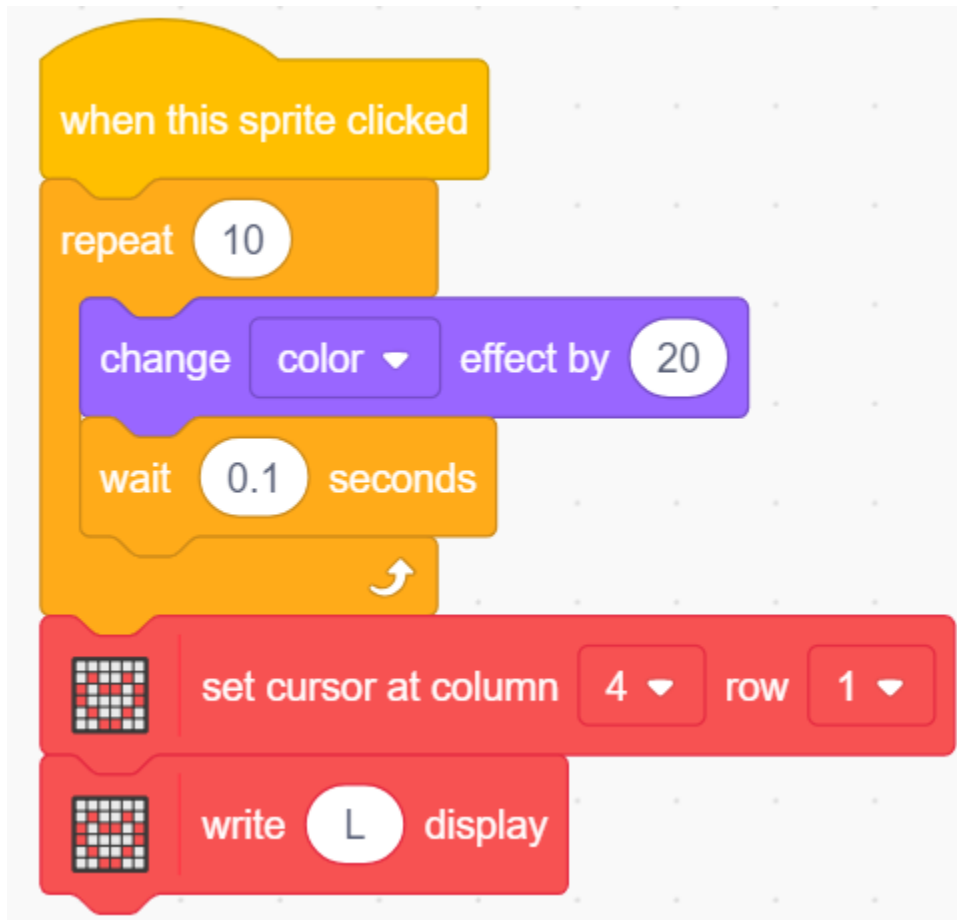 when this sprite clicked
repeat 10
change color effect by 20
wait 0.1 seconds
set cursor at column 4 row 1
write L display